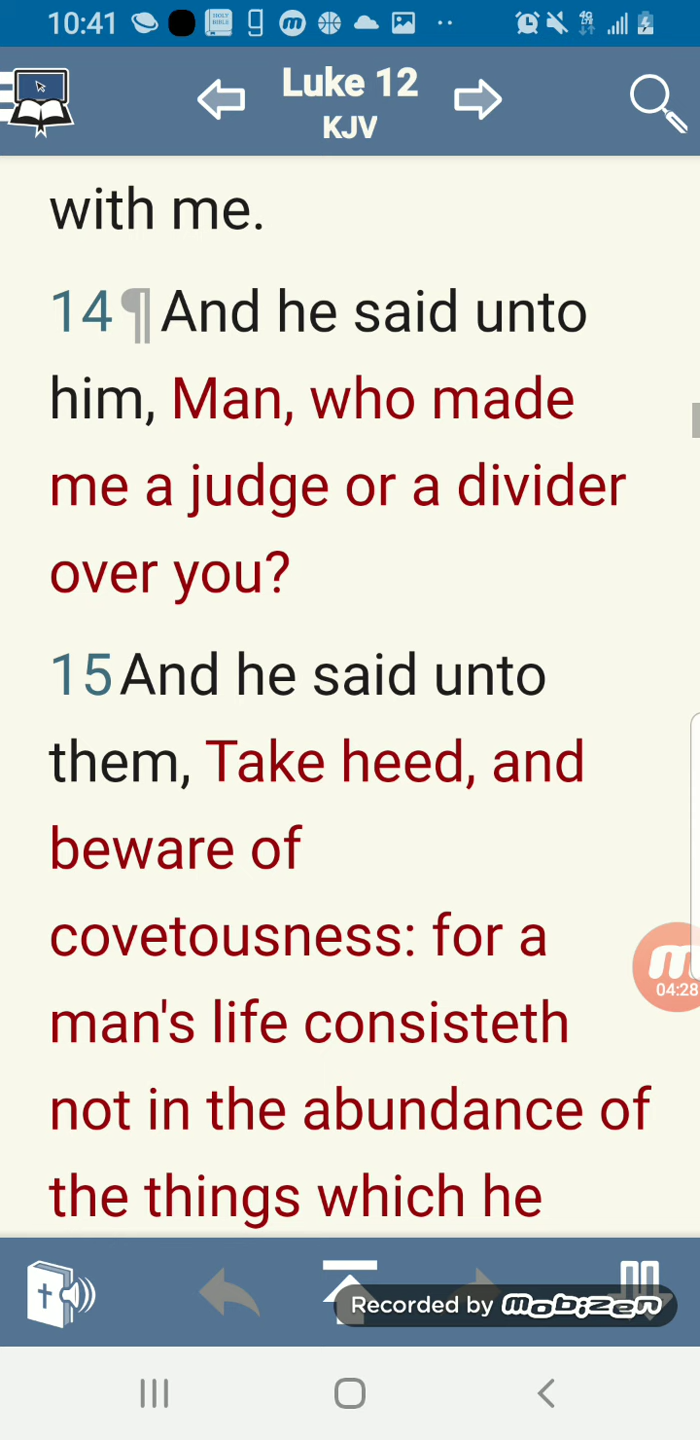 10:41
HOLY BIBLE
Luke 12
KJV
with me.
14¶And he said unto
him, Man, who made
me a judge or a divider
over you?
15And he said unto
them, Take heed, and
beware of
covetousness: for a
man's life consisteth
not in the abundance of
the things which he
04:28
Recorded by mobizen